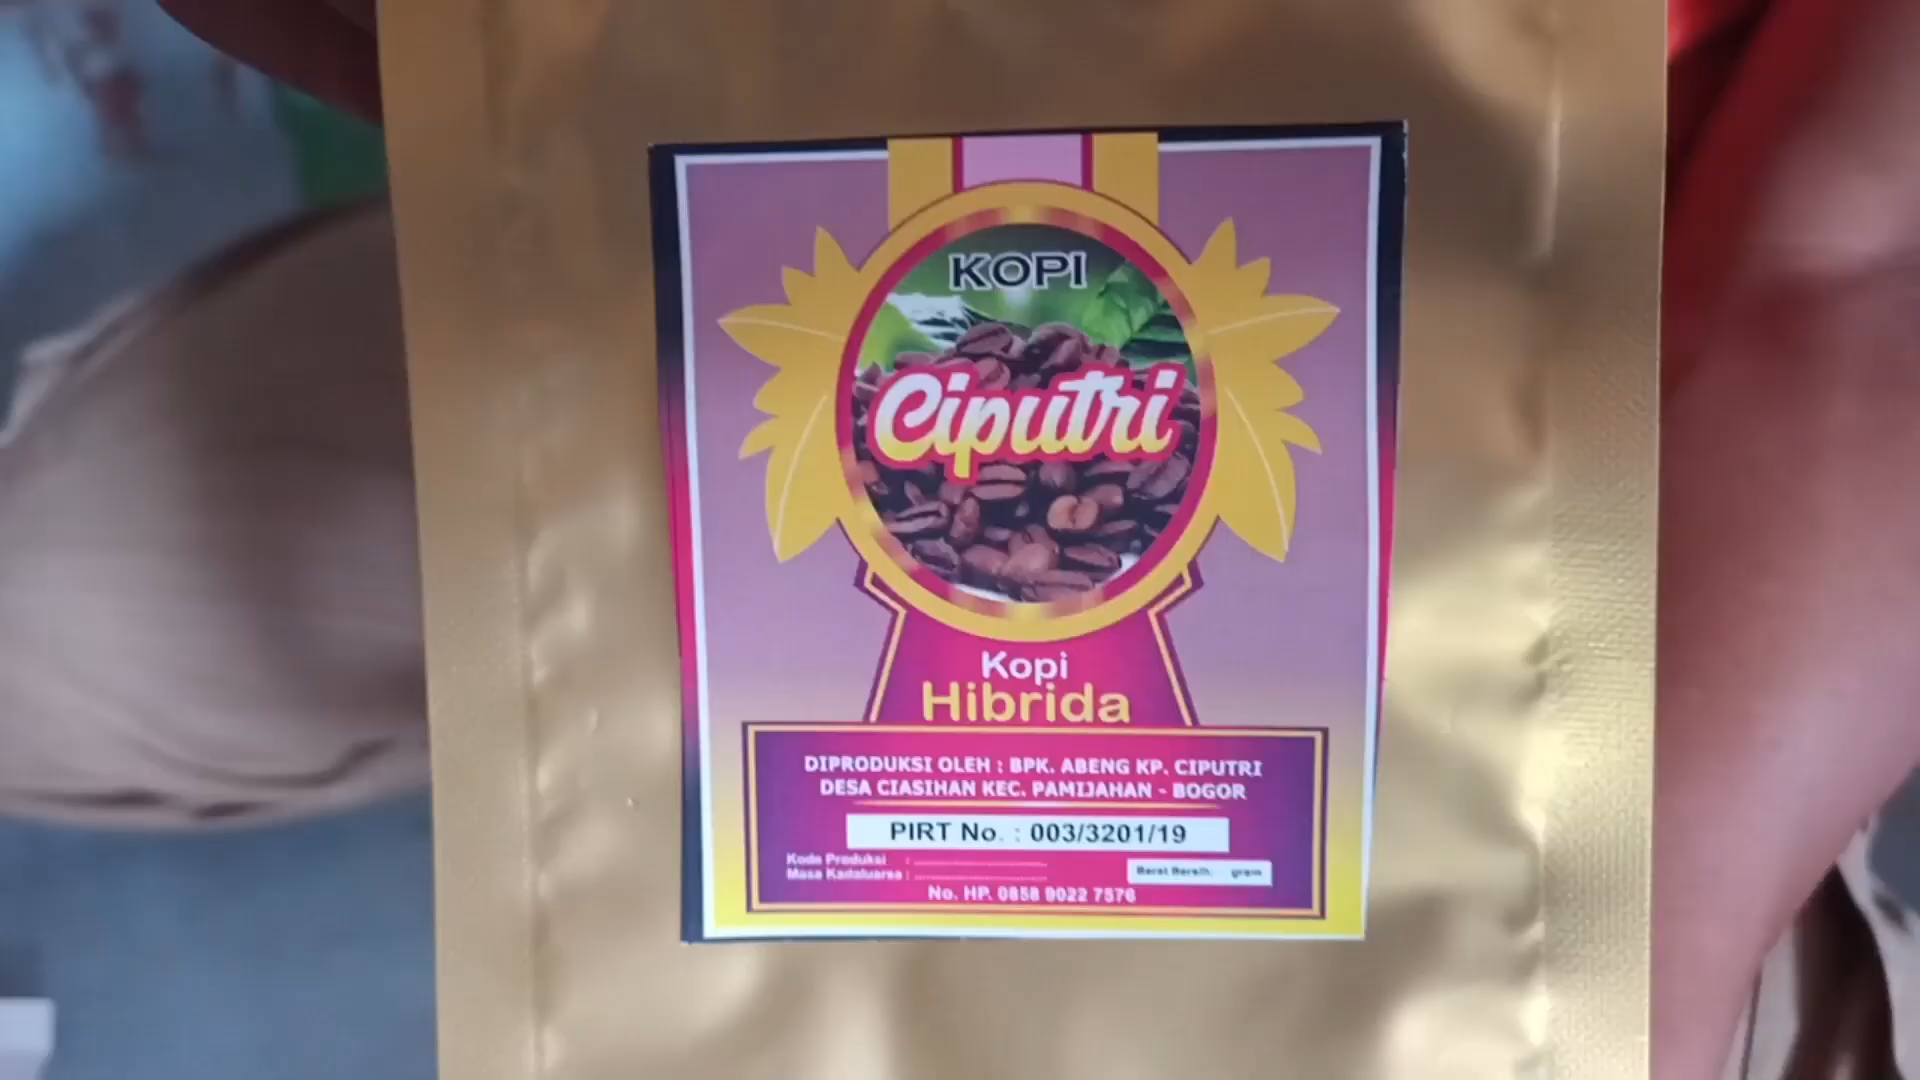 KOPI
Ciputri
Kopi
Hibrida
DIPRODUKSI OLEH : BPK. ABENG KP. CIPUTRI
DESA CIASIHAN KEC. PAMIJAHAN - BOGOR
PIRT No. : 003/3201/19
Kode Produksi : ..............................
Masa Kadaluarsa : ..............................
Berat Bersih: gram
No. HP. 0858 9022 7576